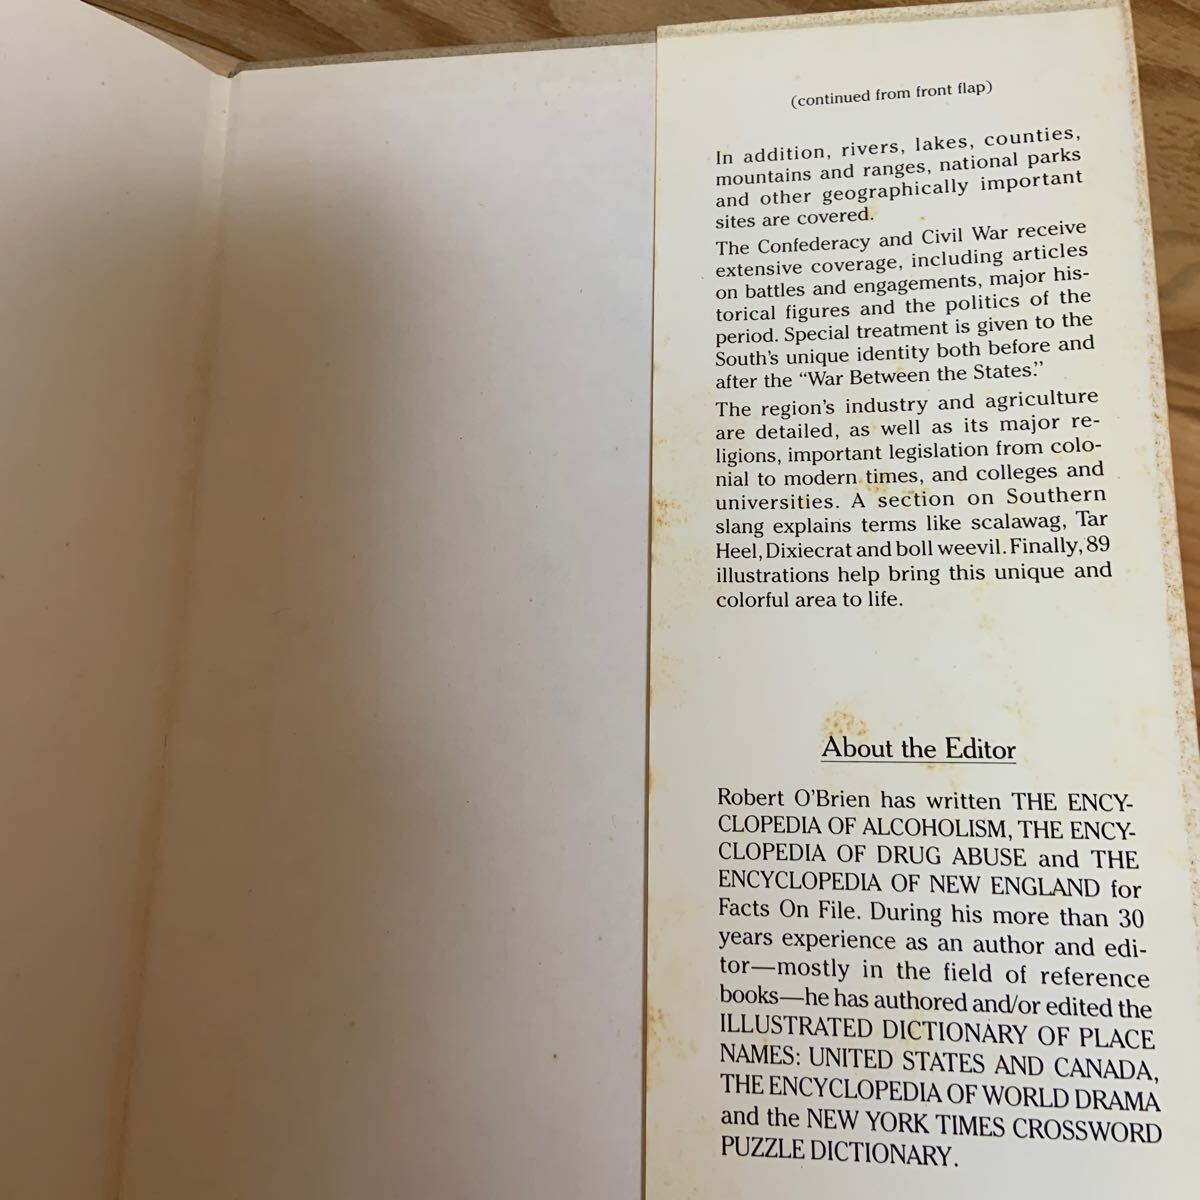 (continued from front flap)
In addition, rivers, lakes, counties,
mountains and ranges, national parks
and other geographically important
sites are covered.
The Confederacy and Civil War receive
extensive coverage, including articles
on battles and engagements, major his-
torical figures and the politics of the
period. Special treatment is given to the
South's unique identity both before and
after the “War Between the States.”
The region's industry and agriculture
are detailed, as well as its major re-
ligions, important legislation from colo-
nial to modern times, and colleges and
universities. A section on Southern
slang explains terms like scalawag, Tar
Heel, Dixiecrat and boll weevil. Finally, 89
illustrations help bring this unique and
colorful area to life.
About the Editor
Robert O'Brien has written THE ENCY-
CLOPEDIA OF ALCOHOLISM, THE ENCY-
CLOPEDIA OF DRUG ABUSE and THE
ENCYCLOPEDIA OF NEW ENGLAND for
Facts On File. During his more than 30
years experience as an author and edi-
tor—mostly in the field of reference
books—he has authored and/or edited the
ILLUSTRATED DICTIONARY OF PLACE
NAMES: UNITED STATES AND CANADA,
THE ENCYCLOPEDIA OF WORLD DRAMA
and the NEW YORK TIMES CROSSWORD
PUZZLE DICTIONARY.